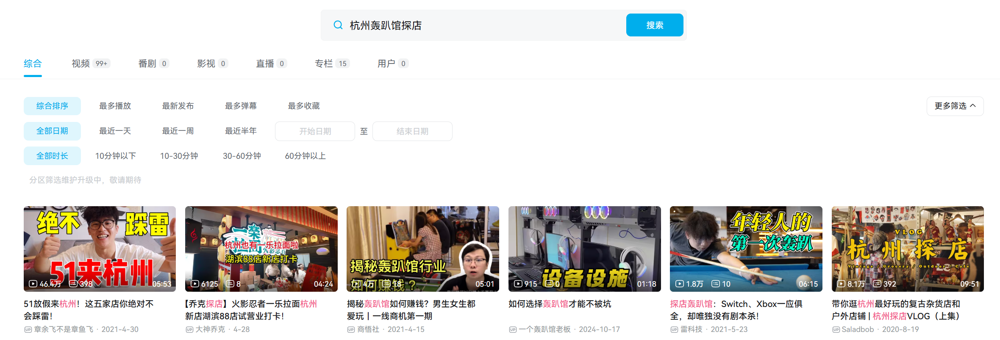 杭州轰趴馆探店
搜索
综合 视频 99+ 番剧 0 影视 0 直播 0 专栏 15 用户 0
综合排序 最多播放 最新发布 最多弹幕 最多收藏 更多筛选
全部日期 最近一天 最近一周 最近半年 开始日期 至 结束日期
全部时长 10分钟以下 10-30分钟 30-60分钟 60分钟以上
分区筛选维护升级中，敬请期待
绝不 踩雷
51来杭州
46.4万 398 05:53
51放假来杭州！这五家店你绝对不
会踩雷！
UP 章余飞不是章鱼飞 · 2021-4-30
一楽
拉面
杭州也有一乐拉面啦
火影忍者
湖滨88店新店打卡
6125 8 04:24
【乔克探店】火影忍者一乐拉面杭州
新店湖滨88店试营业打卡！
UP 大神乔克 · 4-28
揭秘轰趴馆行业
如何赚钱？
4万 18 05:01
揭秘轰趴馆如何赚钱？男生女生都
爱玩 | 一线商机第一期
UP 商悟社 · 2021-4-15
设备设施
915 0 01:18
如何选择轰趴馆才能不被坑
UP 一个轰趴馆老板 · 2024-10-17
年轻人的
第一次轰趴
1.8万 10 06:15
探店轰趴馆：Switch、Xbox一应俱
全，却唯独没有剧本杀！
UP 雷科技 · 2021-5-23
VLOG
杭州探店
Vintage / Grocery / Outdoor / Cafe
8.1万 392 09:51
带你逛杭州最好玩的复古杂货店和
户外店铺 | 杭州探店VLOG（上集）
UP Saladbob · 2020-8-19